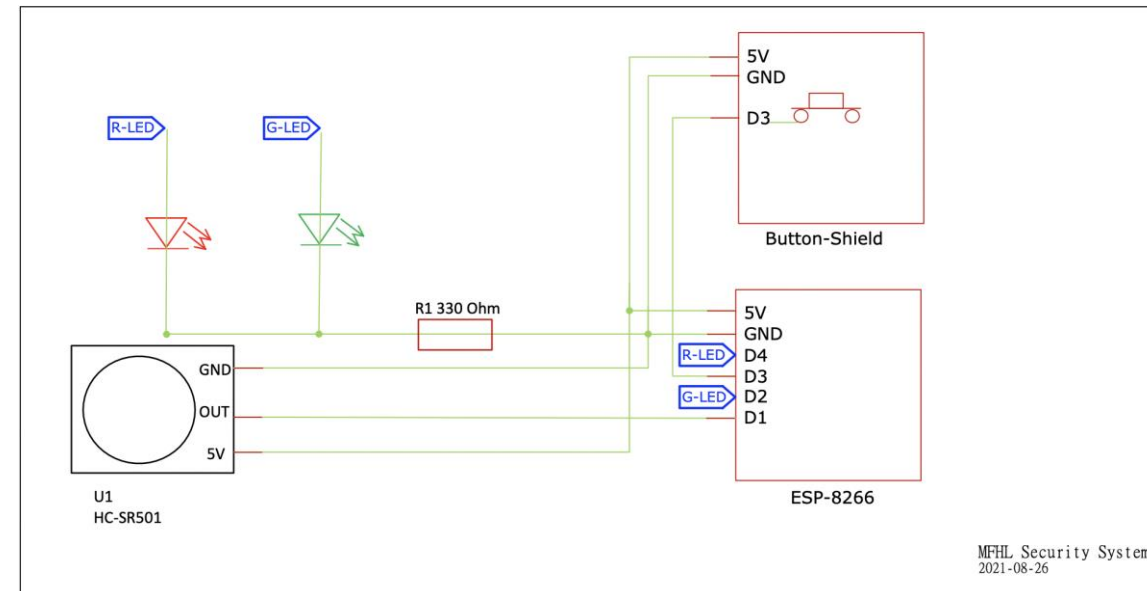 R-LED
G-LED
5V
GND
D3
Button-Shield
R1 330 Ohm
5V
GND
R-LED
D4
D3
G-LED
D2
D1
ESP-8266
GND
OUT
5V
U1
HC-SR501
MFHL Security System
2021-08-26